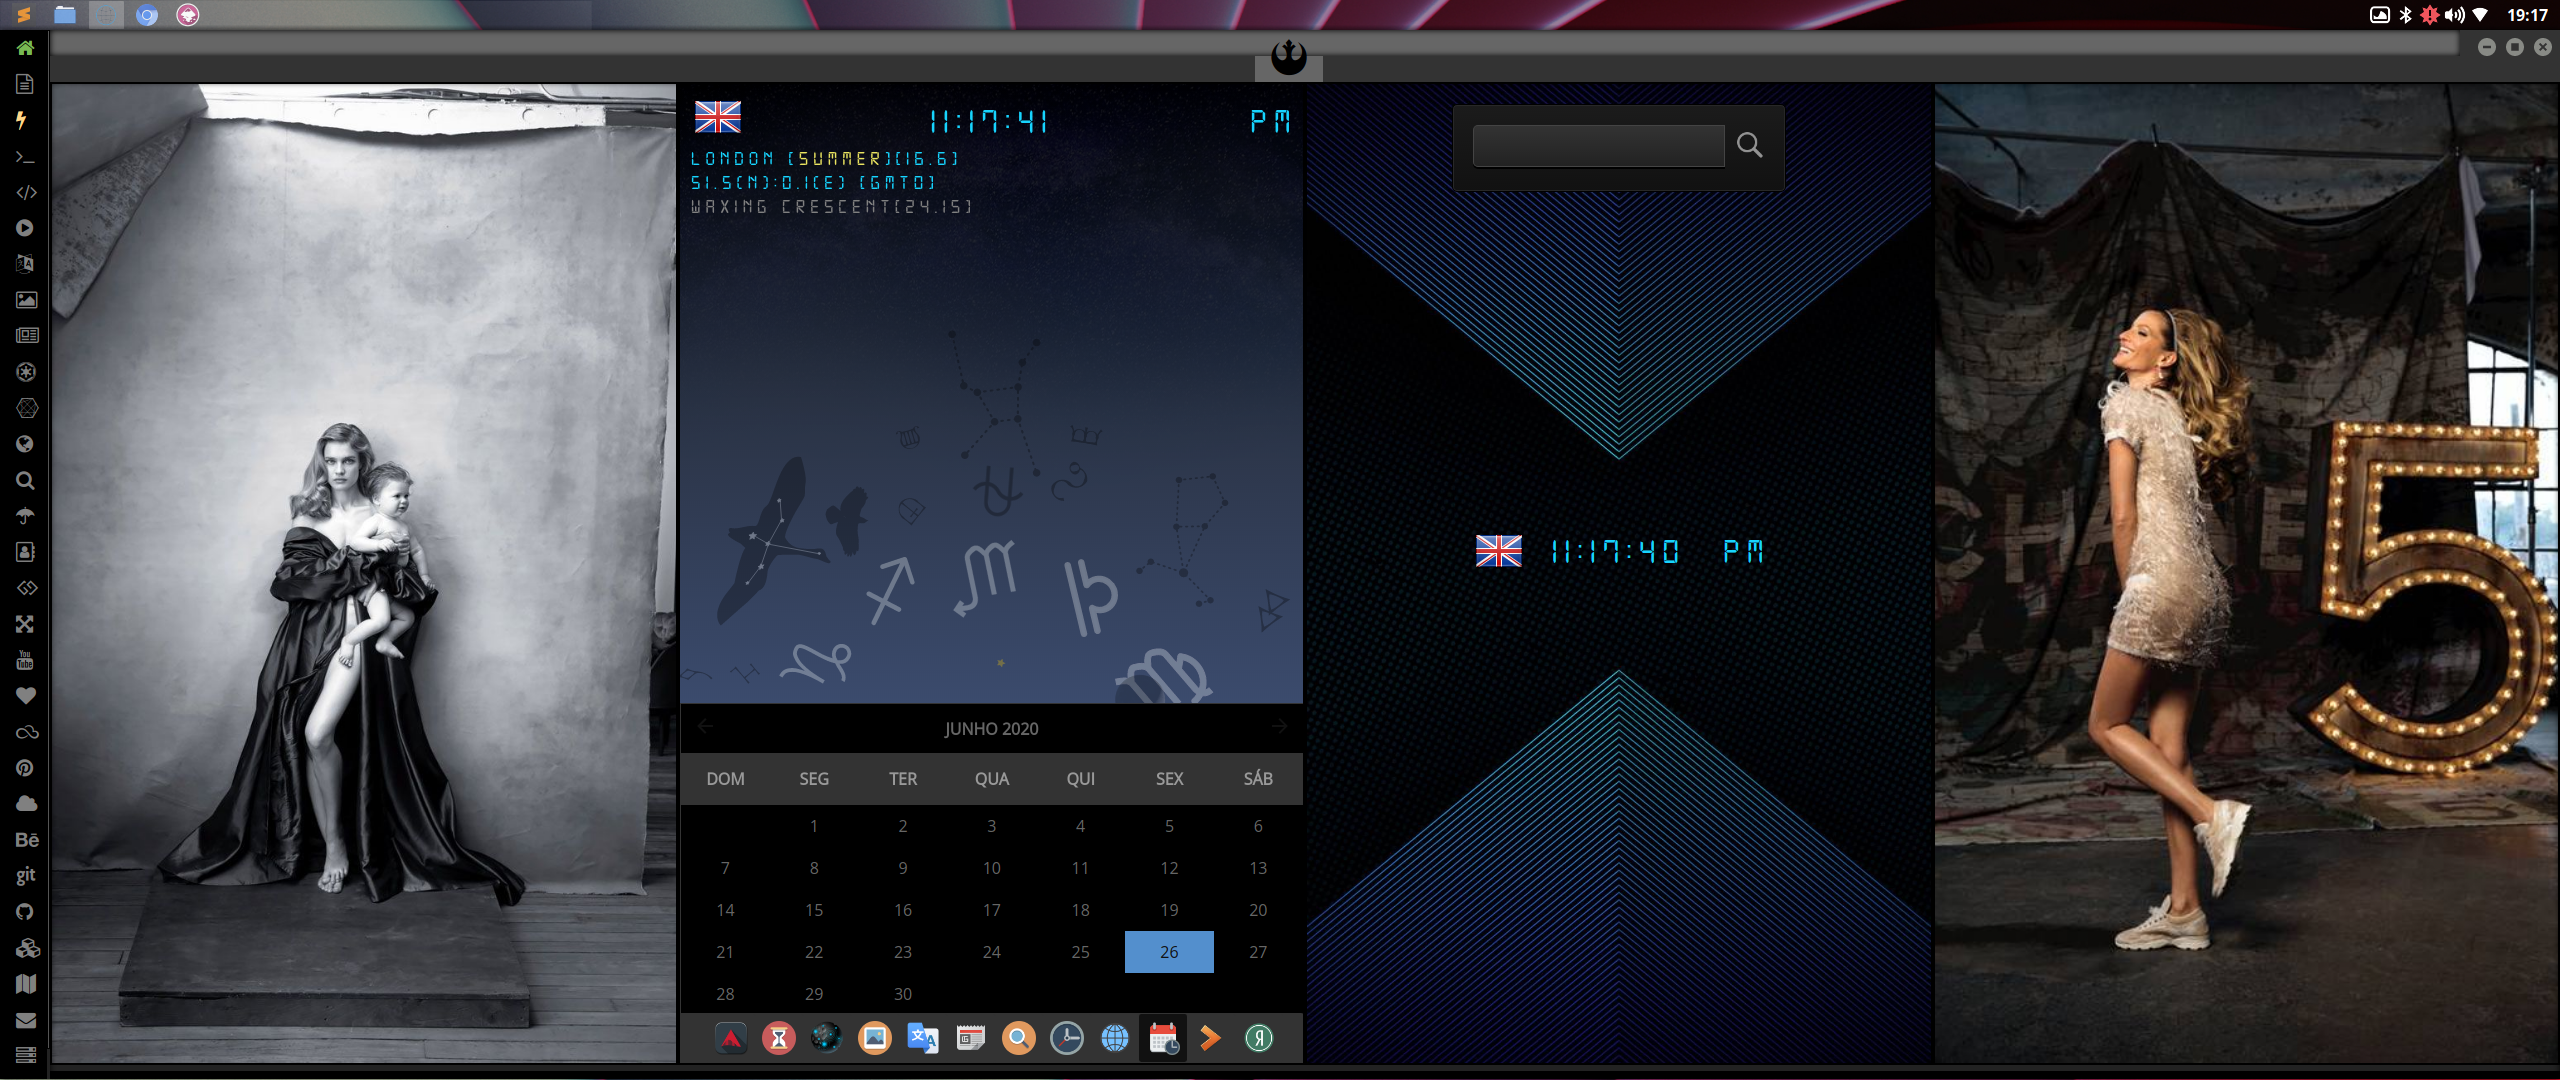 19:17
11:17:41 PM
LONDON [SUMMER][16.6]
51.5(N):0.1(E) [GMT0]
WAXING CRESCENT[24.15]
11:17:40 PM
5
JUNHO 2020
DOM SEG TER QUA QUI SEX SÁB
1 2 3 4 5 6
7 8 9 10 11 12 13
14 15 16 17 18 19 20
21 22 23 24 25 26 27
28 29 30
You
Tube
Bē
git